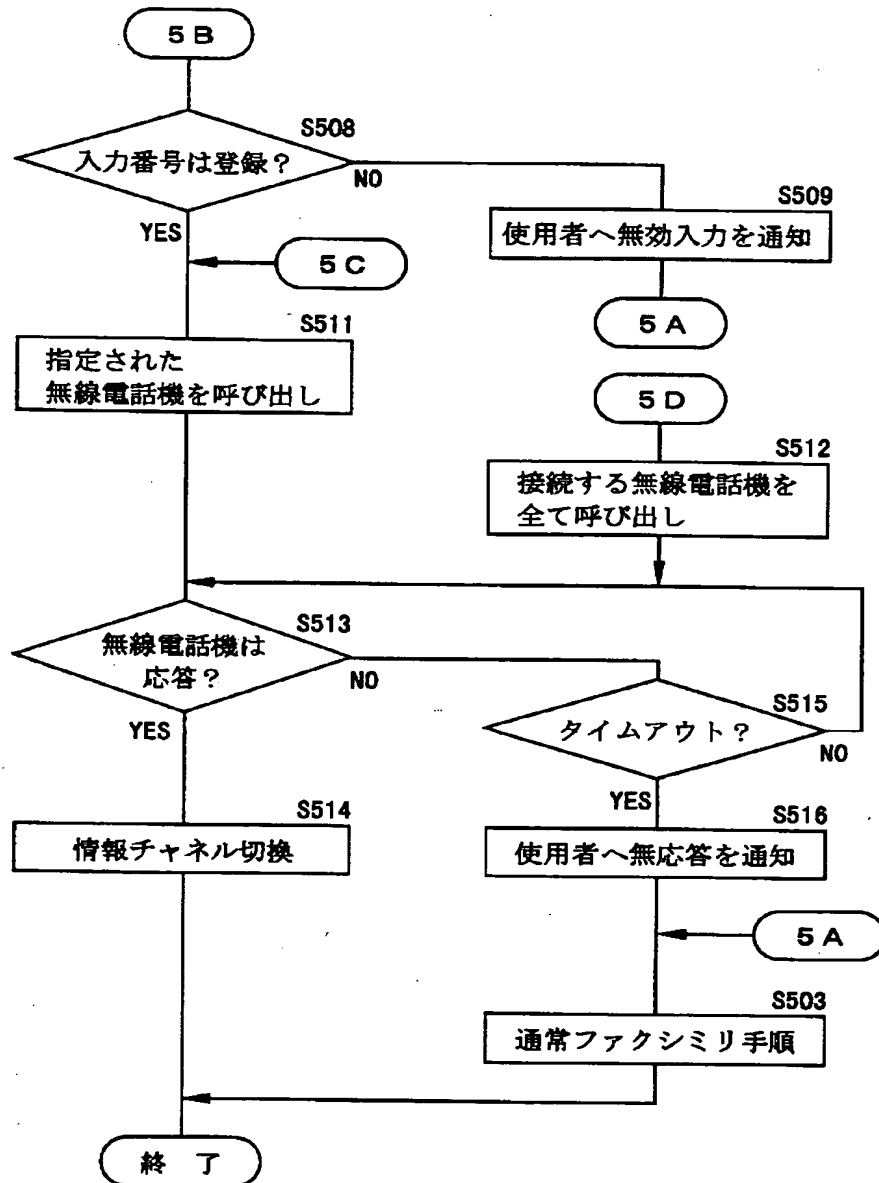 5B
S508
入力番号は登録？
NO
YES
S509
使用者へ無効入力を通知
5C
5A
S511
指定された
無線電話機を呼び出し
5D
S512
接続する無線電話機を
全て呼び出し
S513
無線電話機は
応答？
NO
YES
S515
タイムアウト？
NO
YES
S514
情報チャネル切換
S516
使用者へ無応答を通知
5A
S503
通常ファクシミリ手順
終 了